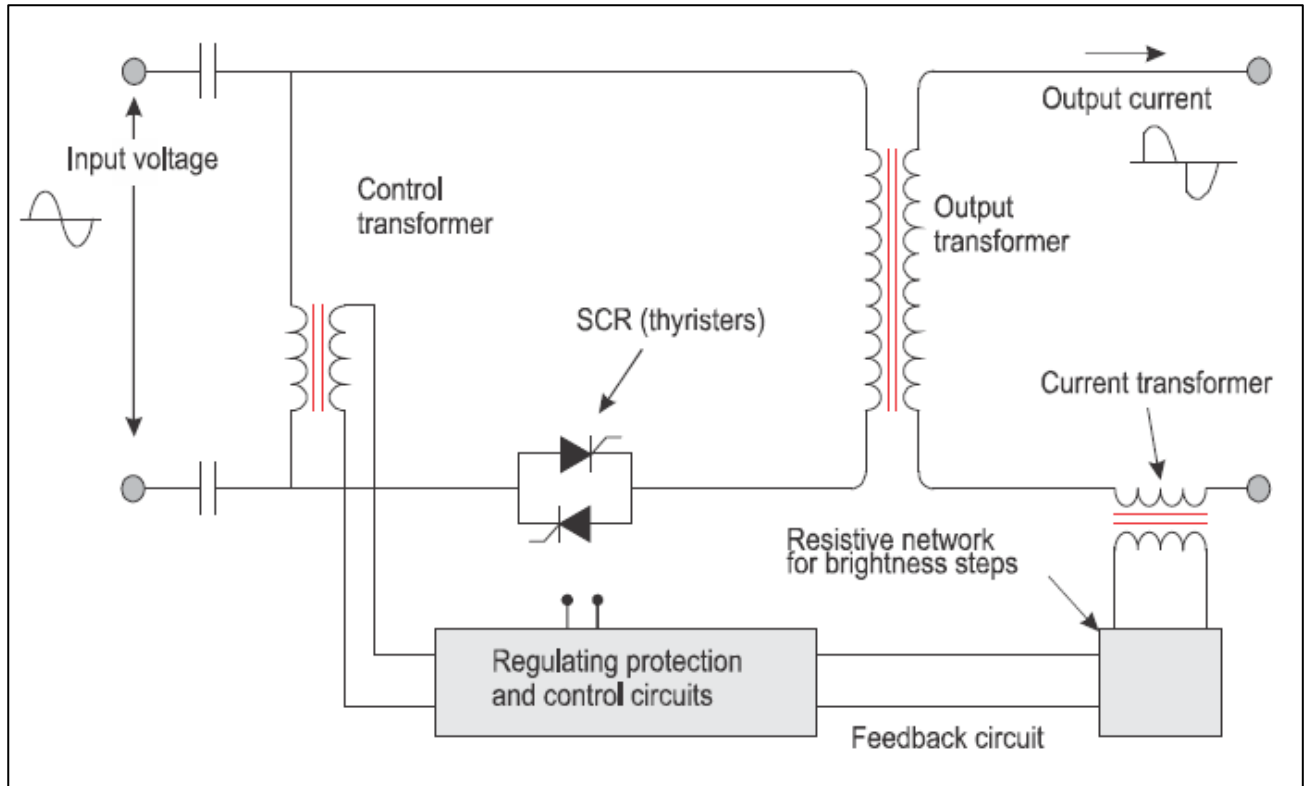 Input voltage
Control
transformer
SCR (thyristers)
Output current
Output
transformer
Current transformer
Resistive network
for brightness steps
Regulating protection
and control circuits
Feedback circuit